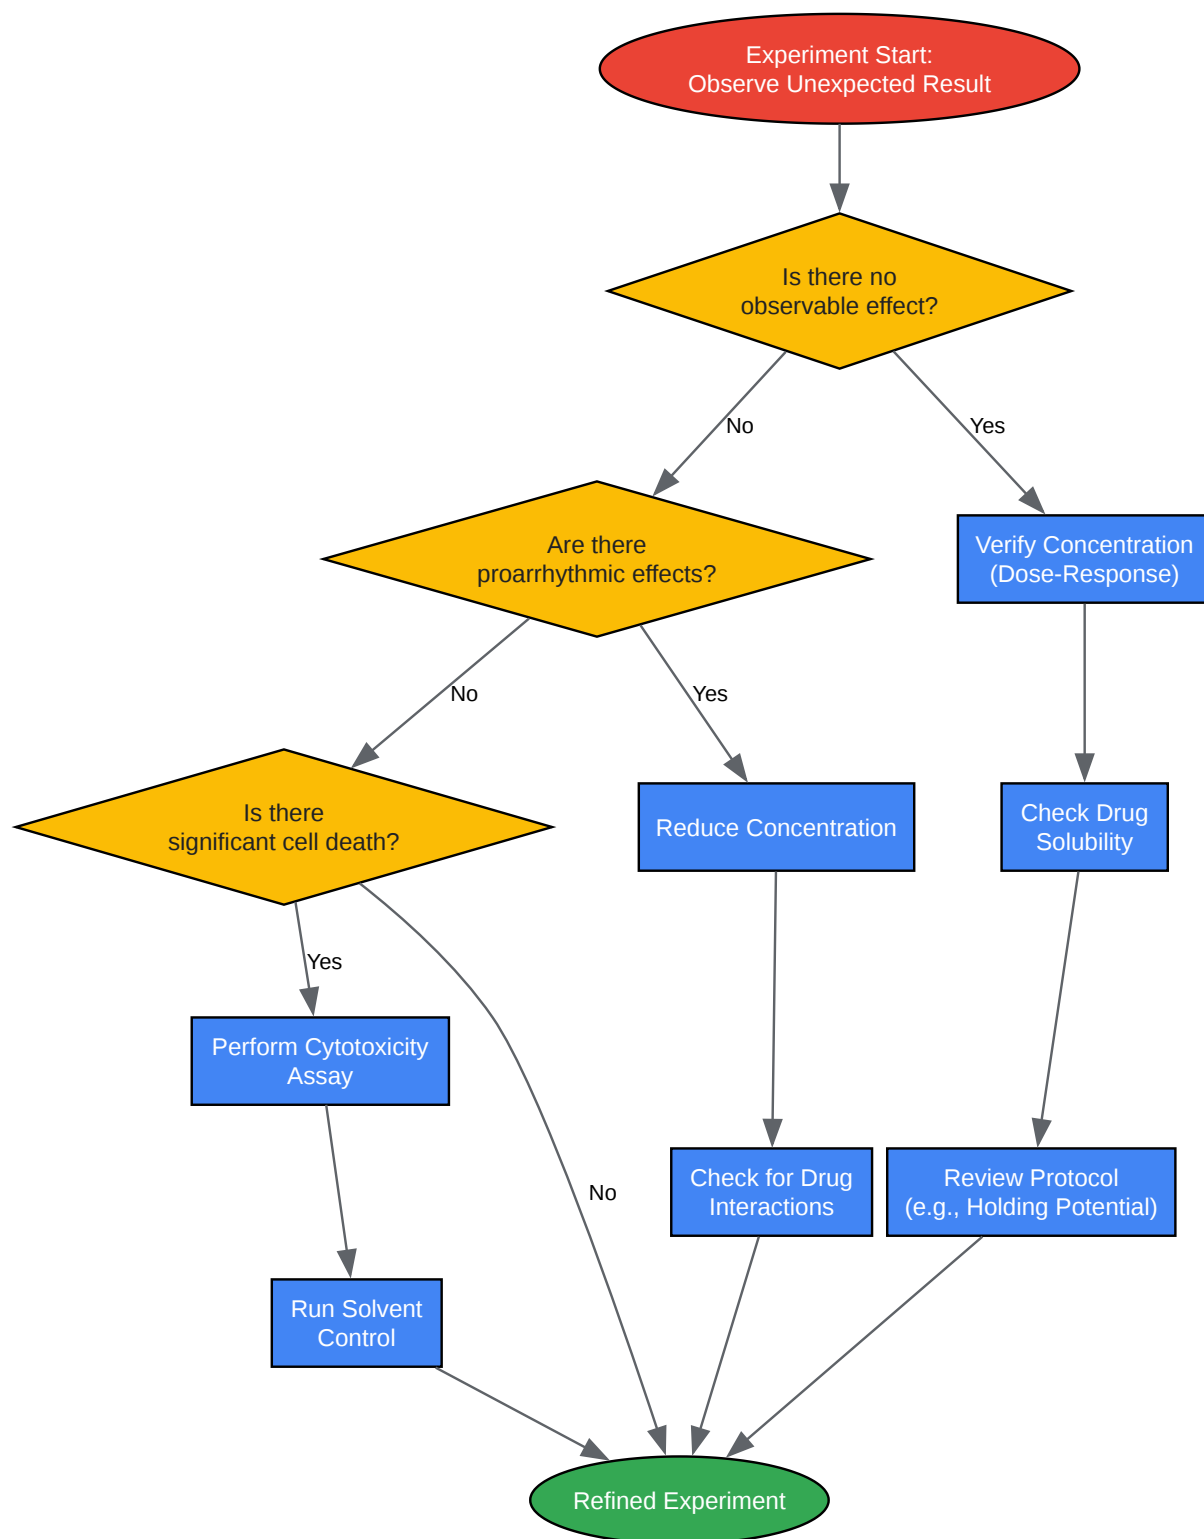 Experiment Start:
Observe Unexpected Result
Is there no
observable effect?
No
Yes
Are there
proarrhythmic effects?
Verify Concentration
(Dose-Response)
No
Yes
Is there
significant cell death?
Reduce Concentration
Check Drug
Solubility
Yes
Perform Cytotoxicity
Assay
No
Check for Drug
Interactions
Review Protocol
(e.g., Holding Potential)
Run Solvent
Control
Refined Experiment